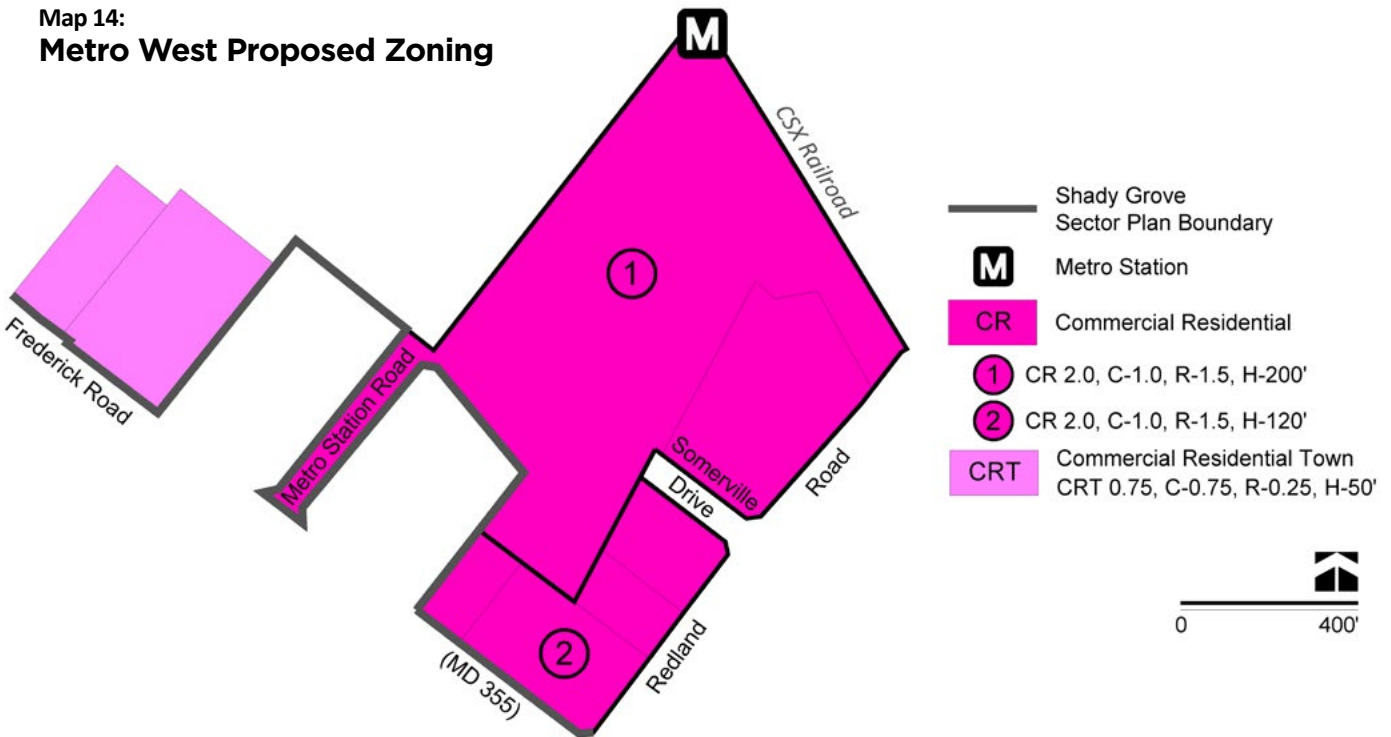 Map 14:
Metro West Proposed Zoning
M
CSX Railroad
1
Frederick Road
Metro Station Road
Somerville
Drive
Road
2
Redland
(MD 355)
Shady Grove
Sector Plan Boundary
M
Metro Station
CR
Commercial Residential
1
CR 2.0, C-1.0, R-1.5, H-200'
2
CR 2.0, C-1.0, R-1.5, H-120'
CRT
Commercial Residential Town
CRT 0.75, C-0.75, R-0.25, H-50'
0
400'